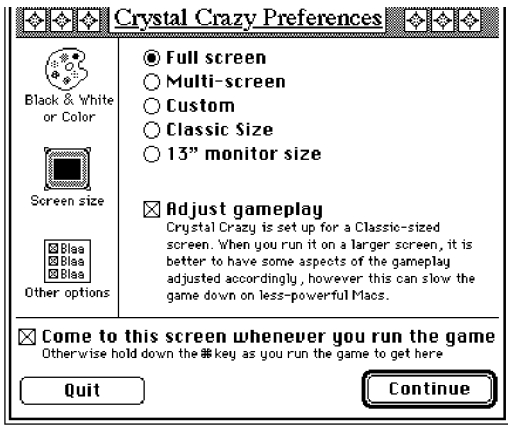 Crystal Crazy Preferences
Black & White
or Color
Screen size
Blaa
Blaa
Blaa
Other options
Full screen
Multi-screen
Custom
Classic Size
13” monitor size
Adjust gameplay
Crystal Crazy is set up for a Classic-sized
screen. When you run it on a larger screen, it is
better to have some aspects of the gameplay
adjusted accordingly, however this can slow the
game down on less-powerful Macs.
Come to this screen whenever you run the game
Otherwise hold down the ⌘ key as you run the game to get here
Quit
Continue